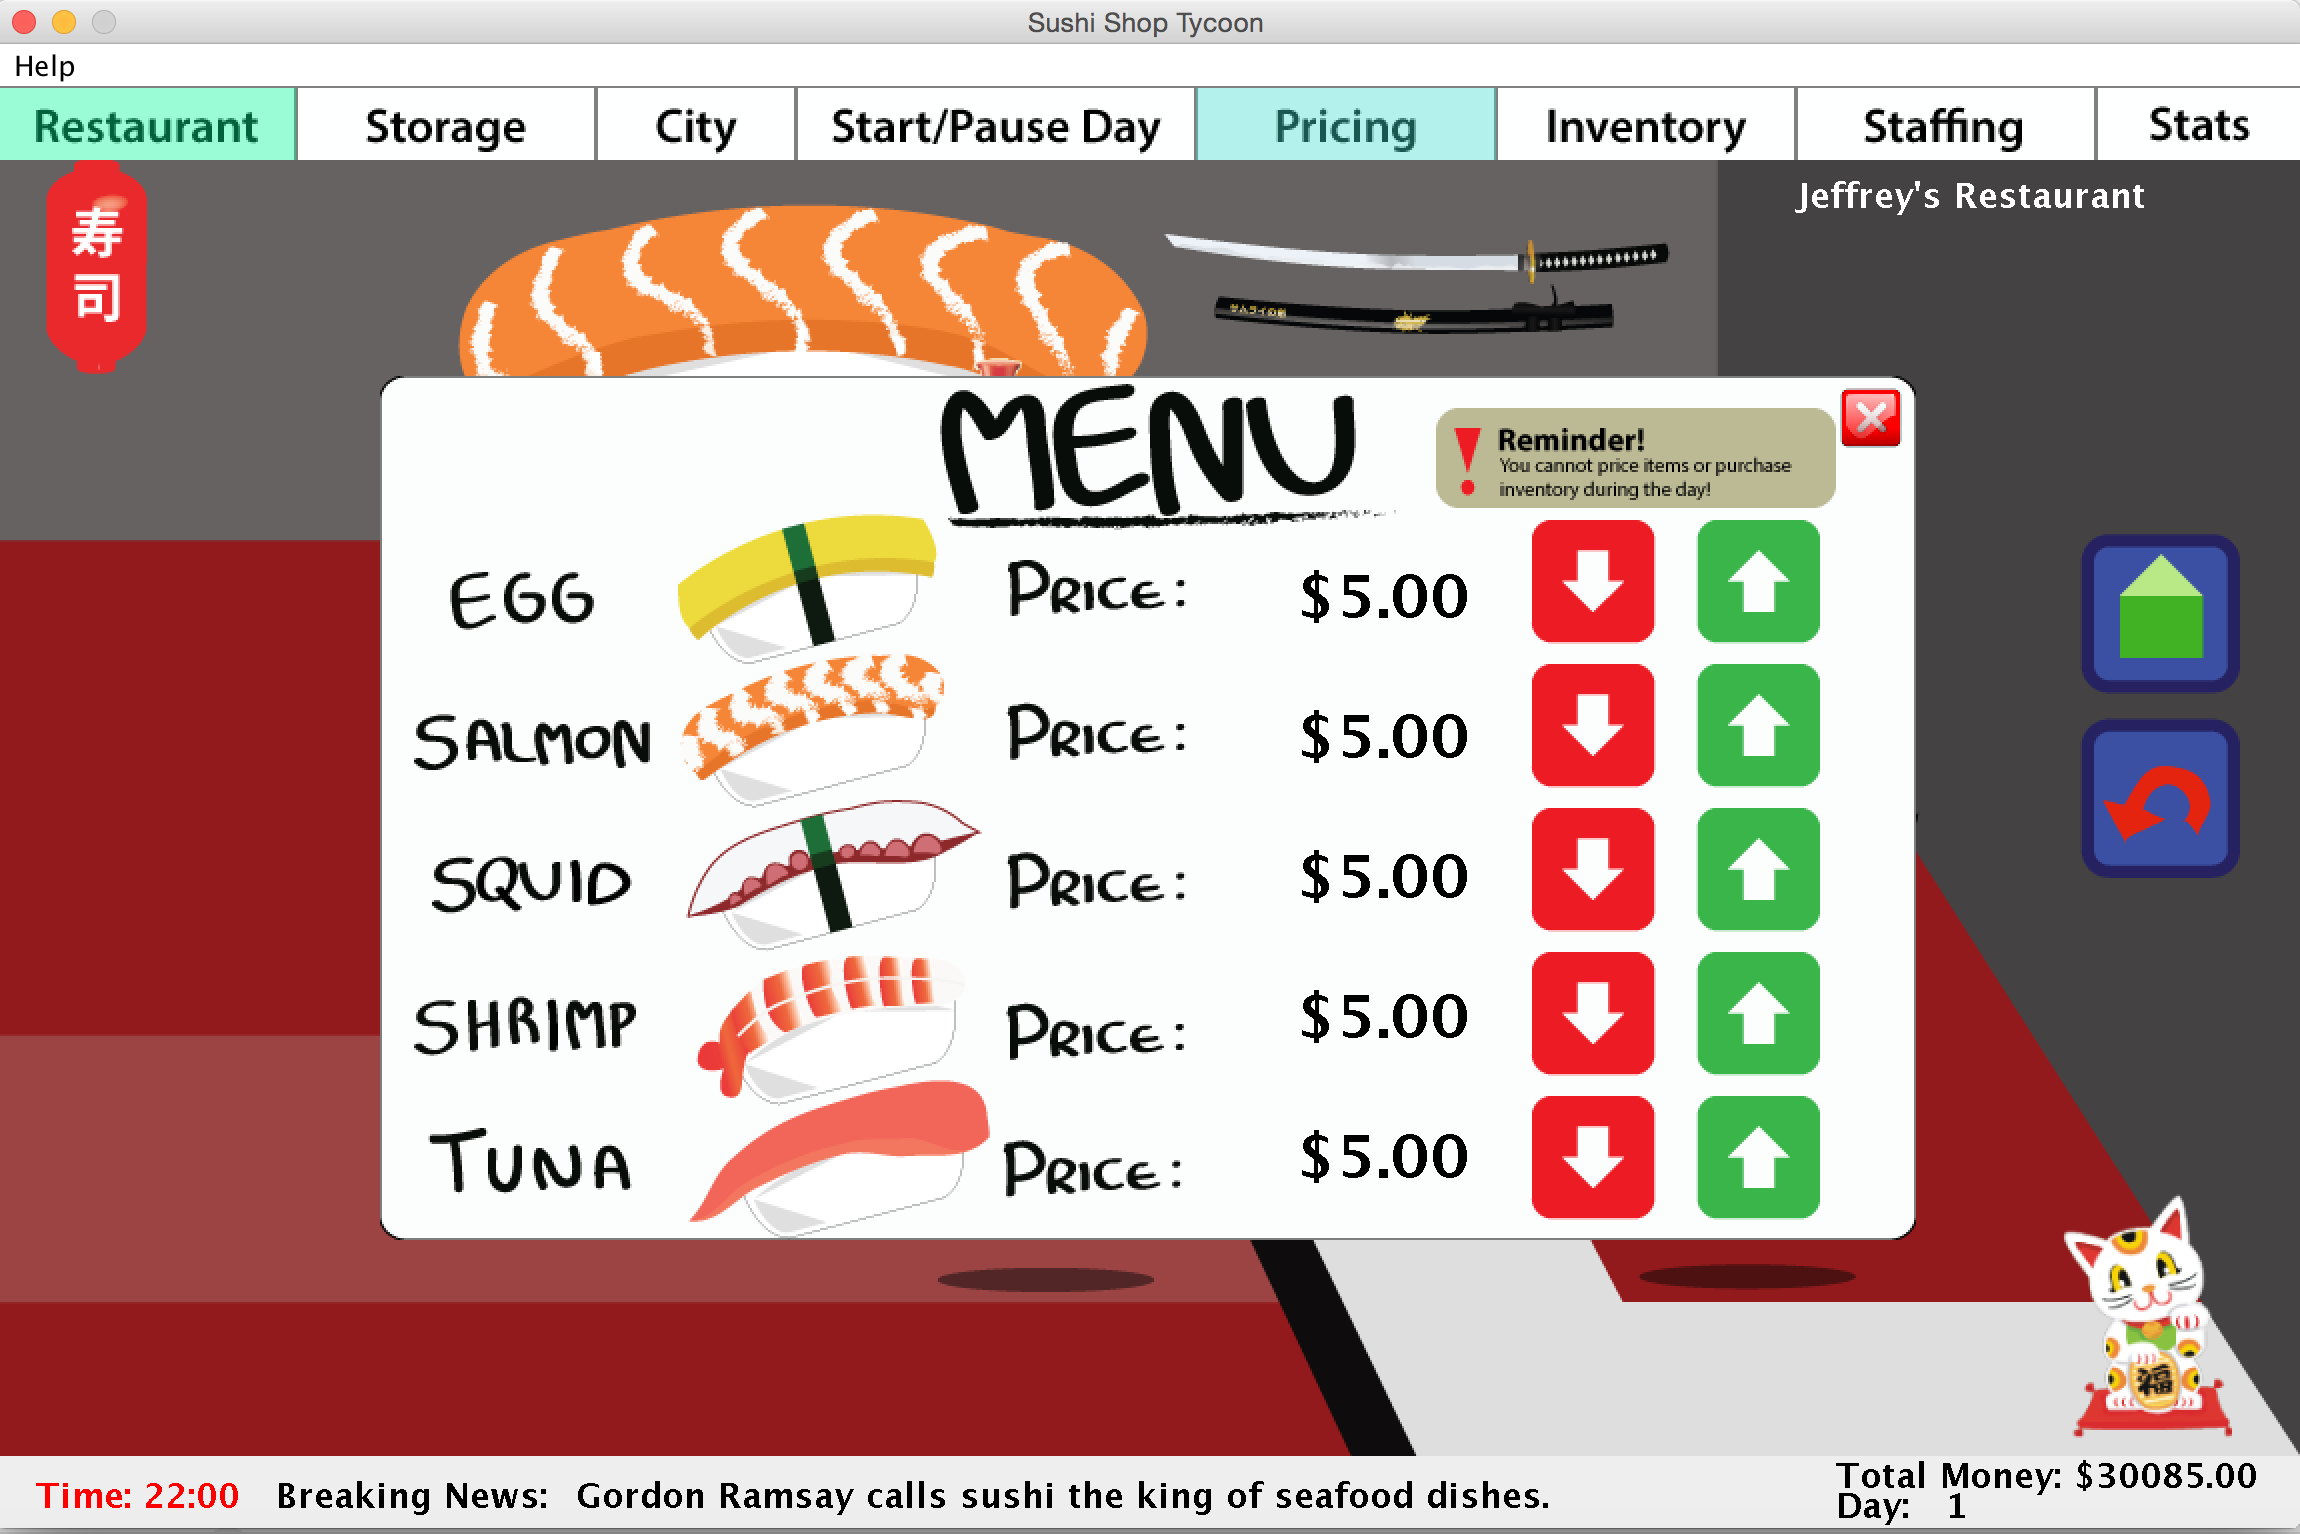 Sushi Shop Tycoon
Help
Restaurant Storage City Start/Pause Day Pricing Inventory Staffing Stats
寿司
Jeffrey's Restaurant
MENU
Reminder!
You cannot price items or purchase
inventory during the day!
EGG PRICE: $5.00
SALMON PRICE: $5.00
SQUID PRICE: $5.00
SHRIMP PRICE: $5.00
TUNA PRICE: $5.00
福
Time: 22:00 Breaking News: Gordon Ramsay calls sushi the king of seafood dishes.
Total Money: $30085.00
Day: 1